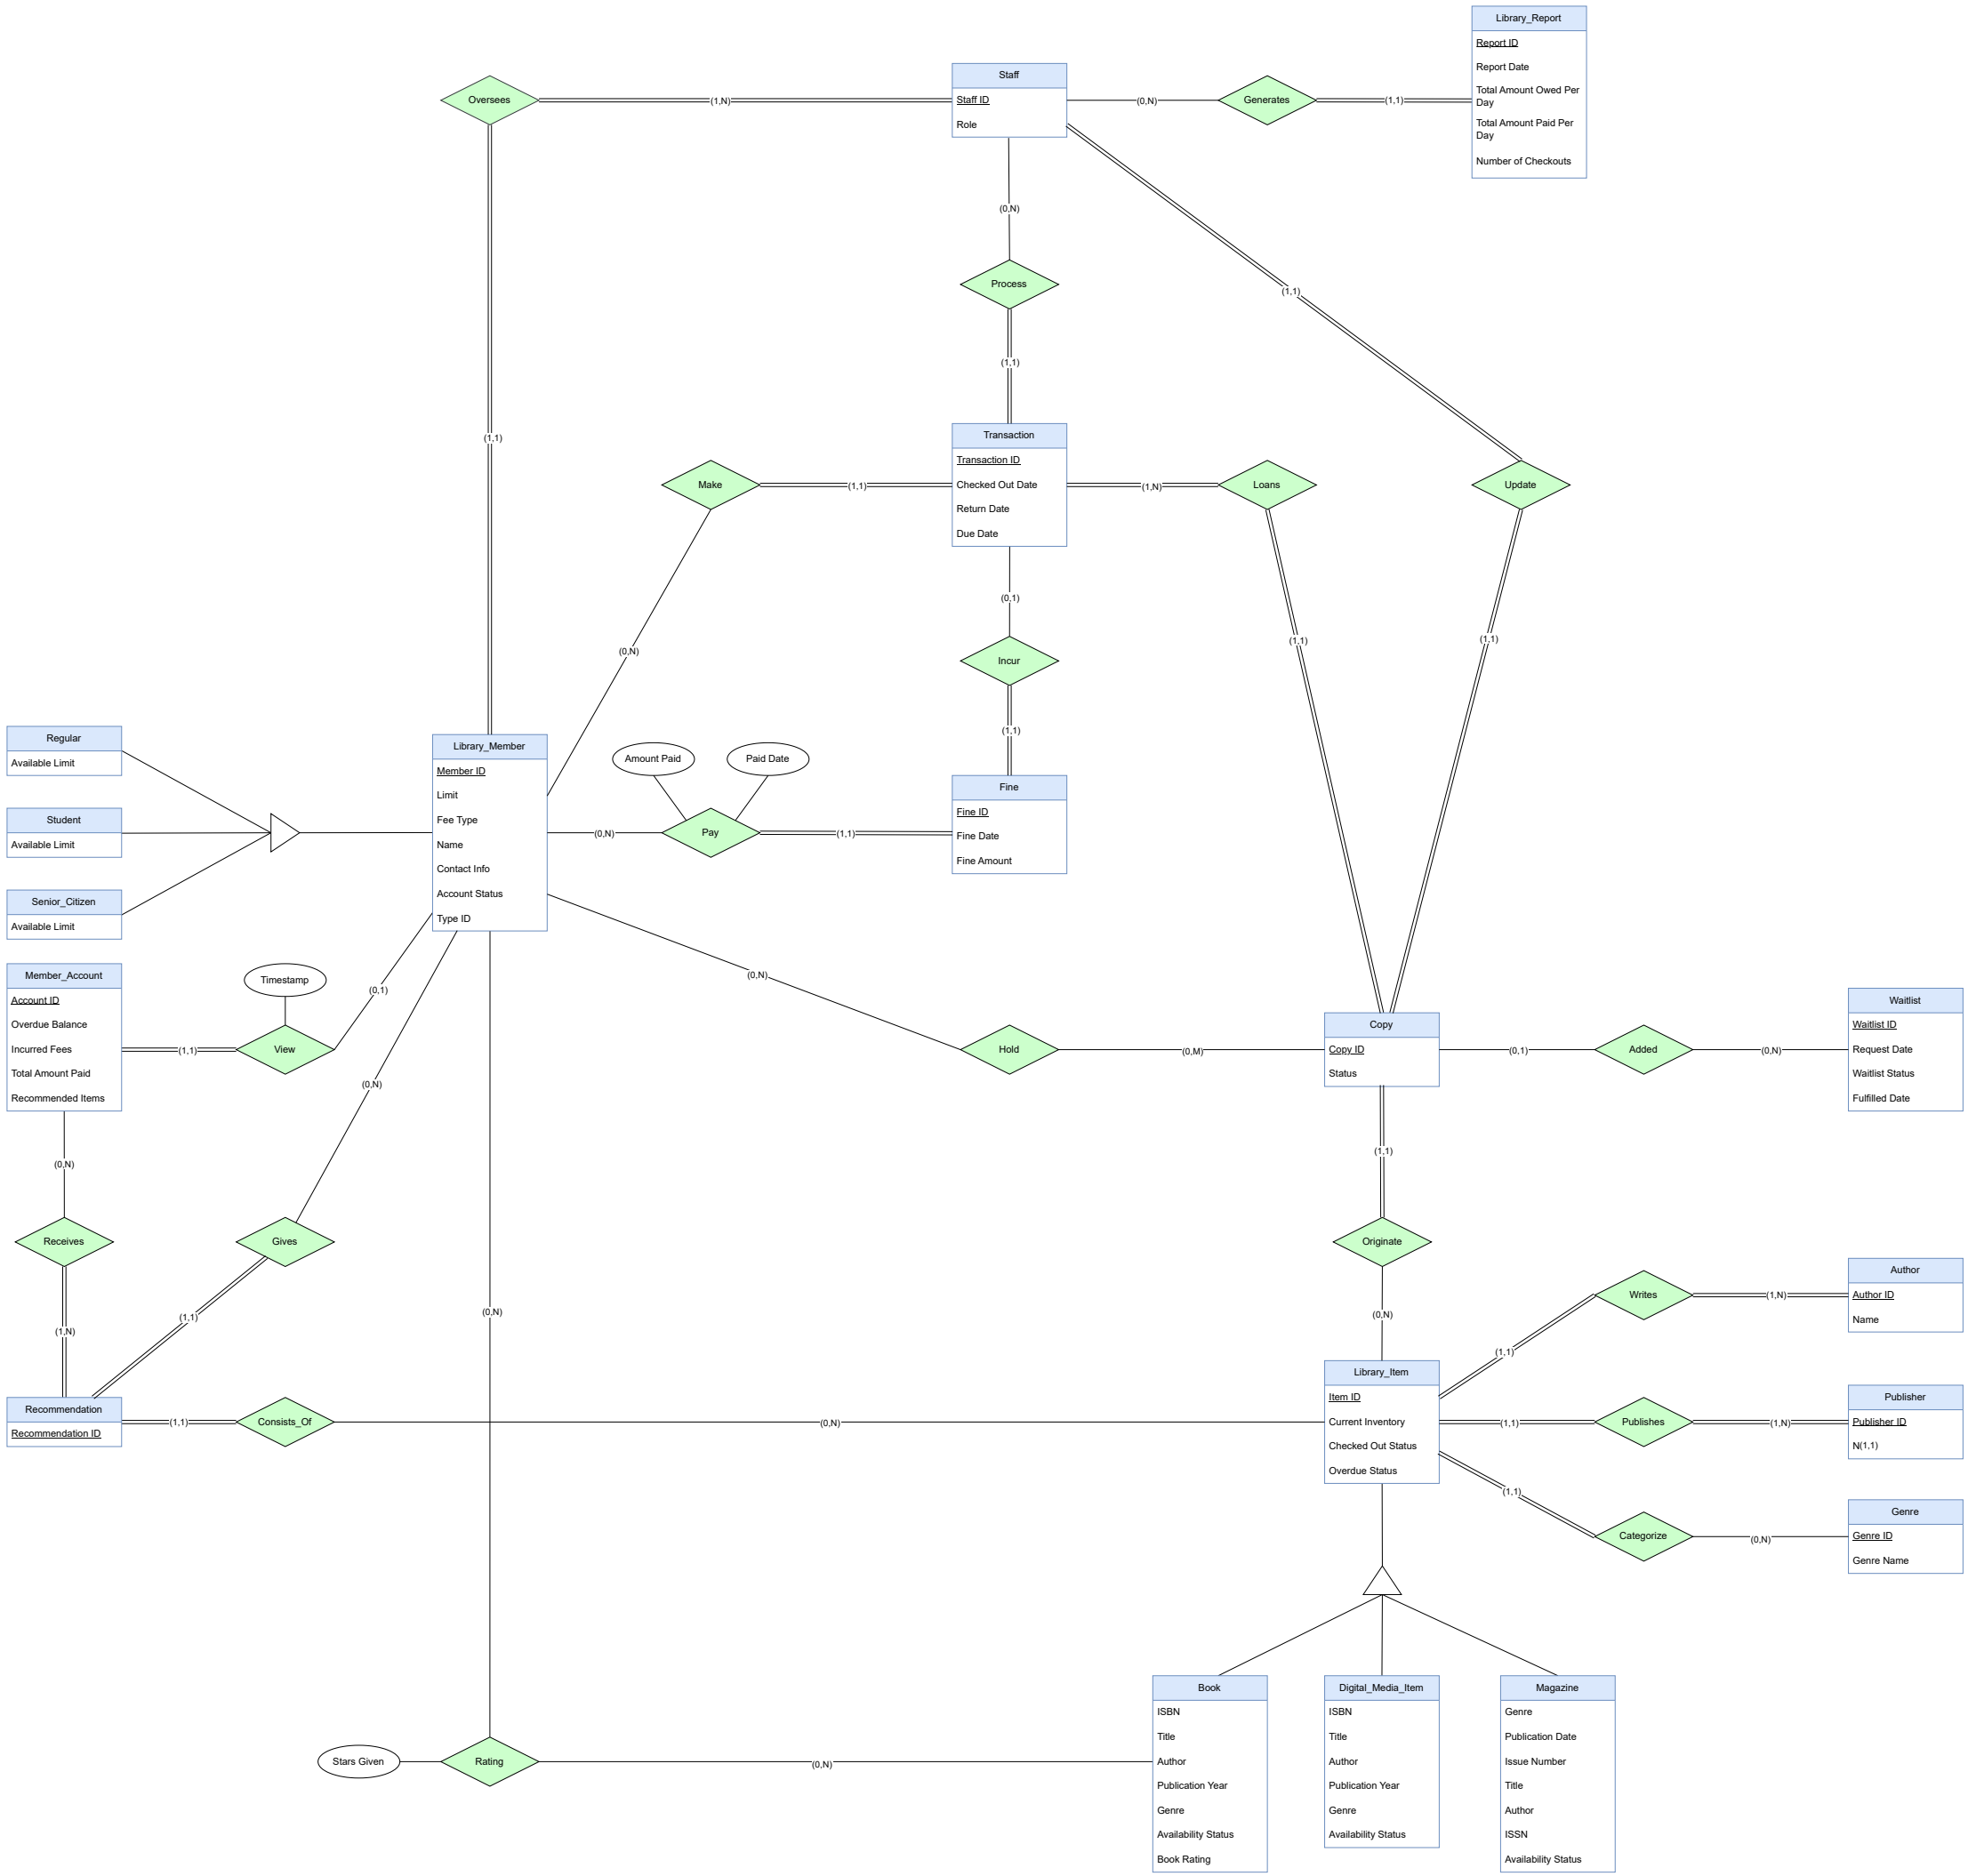 Library_Report
Report ID
Report Date
Total Amount Owed Per
Day
Total Amount Paid Per
Day
Number of Checkouts
Staff
Staff ID
Role
Oversees
(1,N)
(0,N)
Generates
(1,1)
(0,N)
Process
(1,1)
(1,1)
(1,1)
Transaction
Transaction ID
Checked Out Date
Return Date
Due Date
Make
(1,1)
(1,N)
Loans
Update
(0,N)
(0,1)
Incur
(1,1)
(1,1)
(1,1)
Regular
Available Limit
Student
Available Limit
Senior_Citizen
Available Limit
Library_Member
Member ID
Limit
Fee Type
Name
Contact Info
Account Status
Type ID
Amount Paid
Paid Date
(0,N)
Pay
(1,1)
Fine
Fine ID
Fine Date
Fine Amount
Member_Account
Account ID
Overdue Balance
Incurred Fees
Total Amount Paid
Recommended Items
Timestamp
(1,1)
View
(0,1)
(0,N)
(0,N)
Hold
(0,M)
Copy
Copy ID
Status
(0,1)
Added
(0,N)
Waitlist
Waitlist ID
Request Date
Waitlist Status
Fulfilled Date
(0,N)
Receives
(1,N)
Gives
(1,1)
(0,N)
(1,1)
Originate
(0,N)
Author
Author ID
Name
Writes
(1,N)
(1,1)
Recommendation
Recommendation ID
(1,1)
Consists_Of
(0,N)
Library_Item
Item ID
Current Inventory
Checked Out Status
Overdue Status
(1,1)
Publishes
(1,N)
Publisher
Publisher ID
N(1,1)
(1,1)
Categorize
(0,N)
Genre
Genre ID
Genre Name
Stars Given
Rating
(0,N)
Book
ISBN
Title
Author
Publication Year
Genre
Availability Status
Book Rating
Digital_Media_Item
ISBN
Title
Author
Publication Year
Genre
Availability Status
Magazine
Genre
Publication Date
Issue Number
Title
Author
ISSN
Availability Status